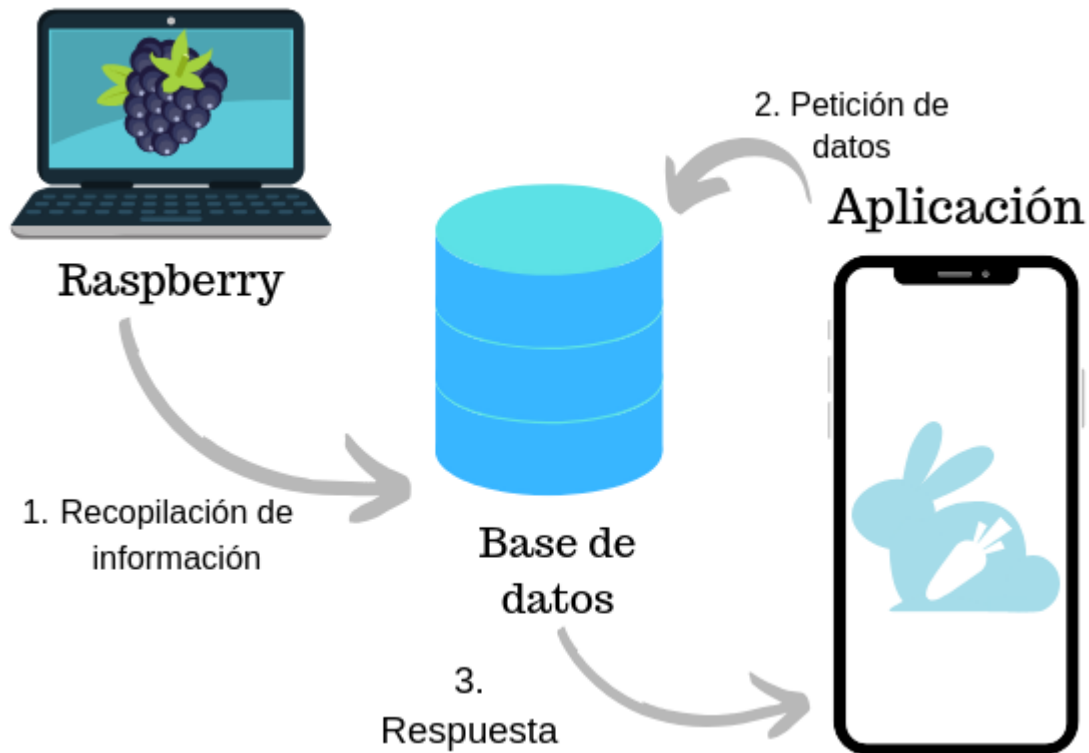 Raspberry
1. Recopilación de
información
Base de
datos
2. Petición de
datos
Aplicación
3.
Respuesta